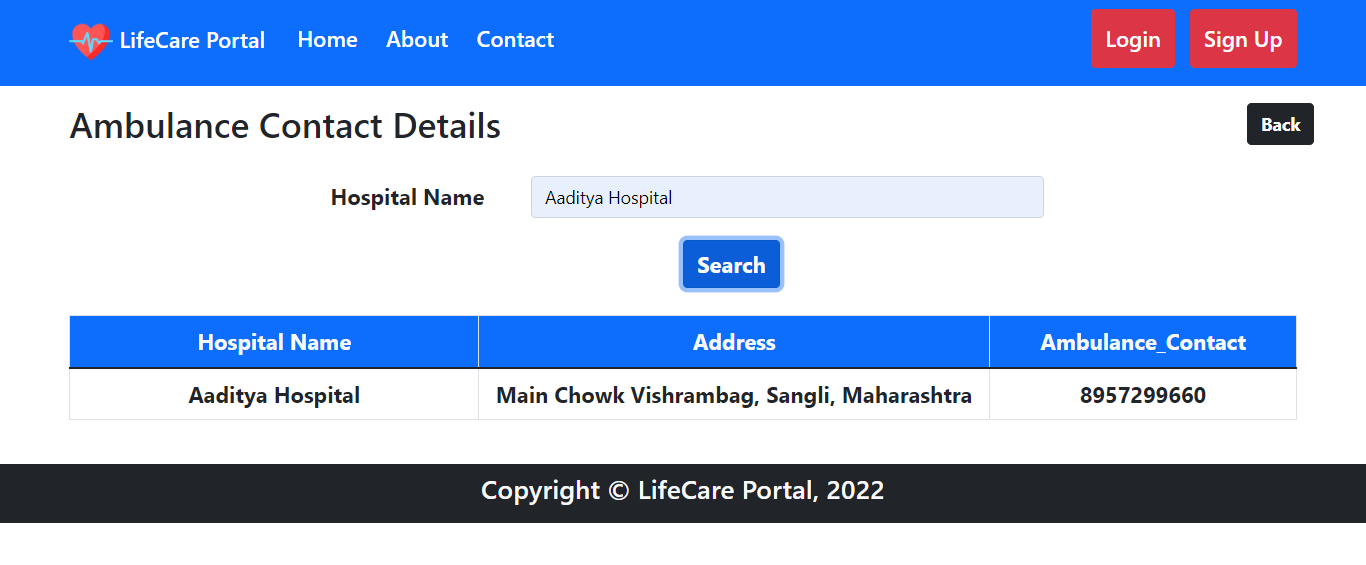 LifeCare Portal Home About Contact Login Sign Up
Ambulance Contact Details Back
Hospital Name Aaditya Hospital
Search
Hospital Name Address Ambulance_Contact
Aaditya Hospital Main Chowk Vishrambag, Sangli, Maharashtra 8957299660
Copyright © LifeCare Portal, 2022